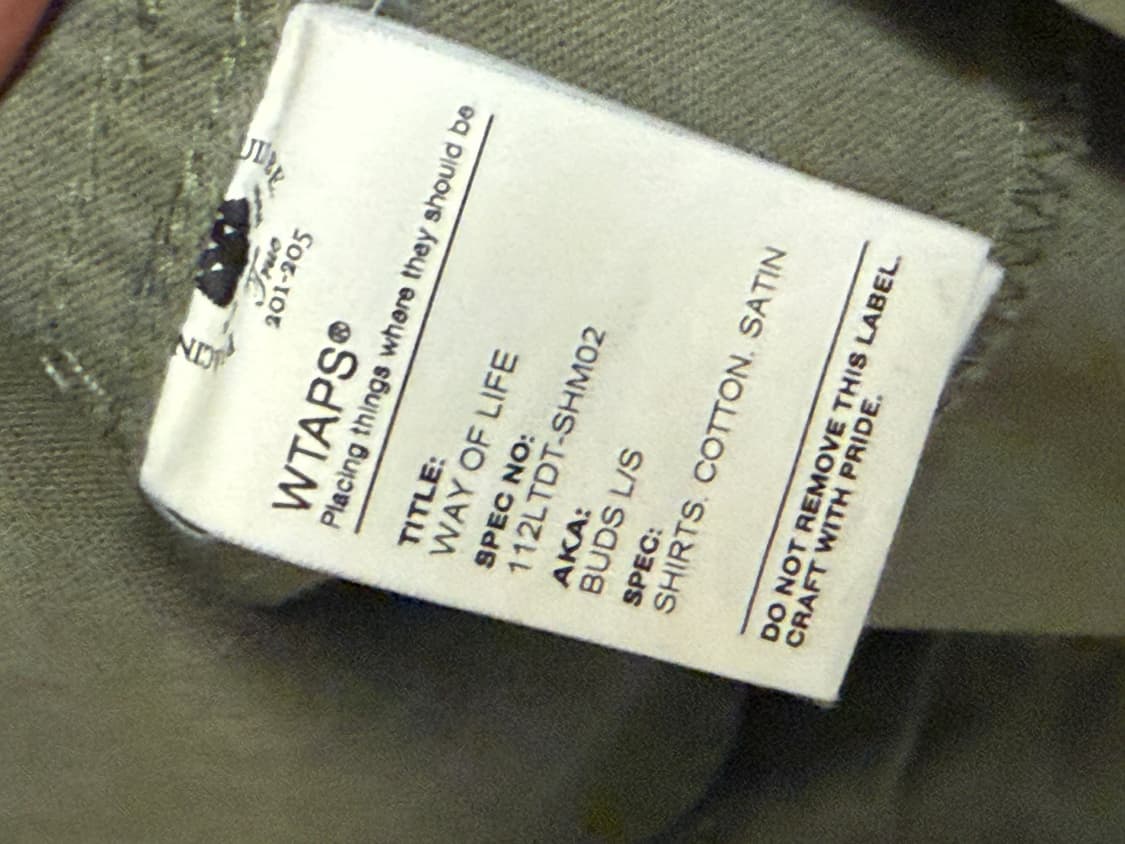 True
201-205
WTAPS®
Placing things where they should be
TITLE:
WAY OF LIFE
SPEC NO:
112LTDT-SHM02
AKA:
BUDS L/S
SPEC:
SHIRTS. COTTON. SATIN
DO NOT REMOVE THIS LABEL.
CRAFT WITH PRIDE.